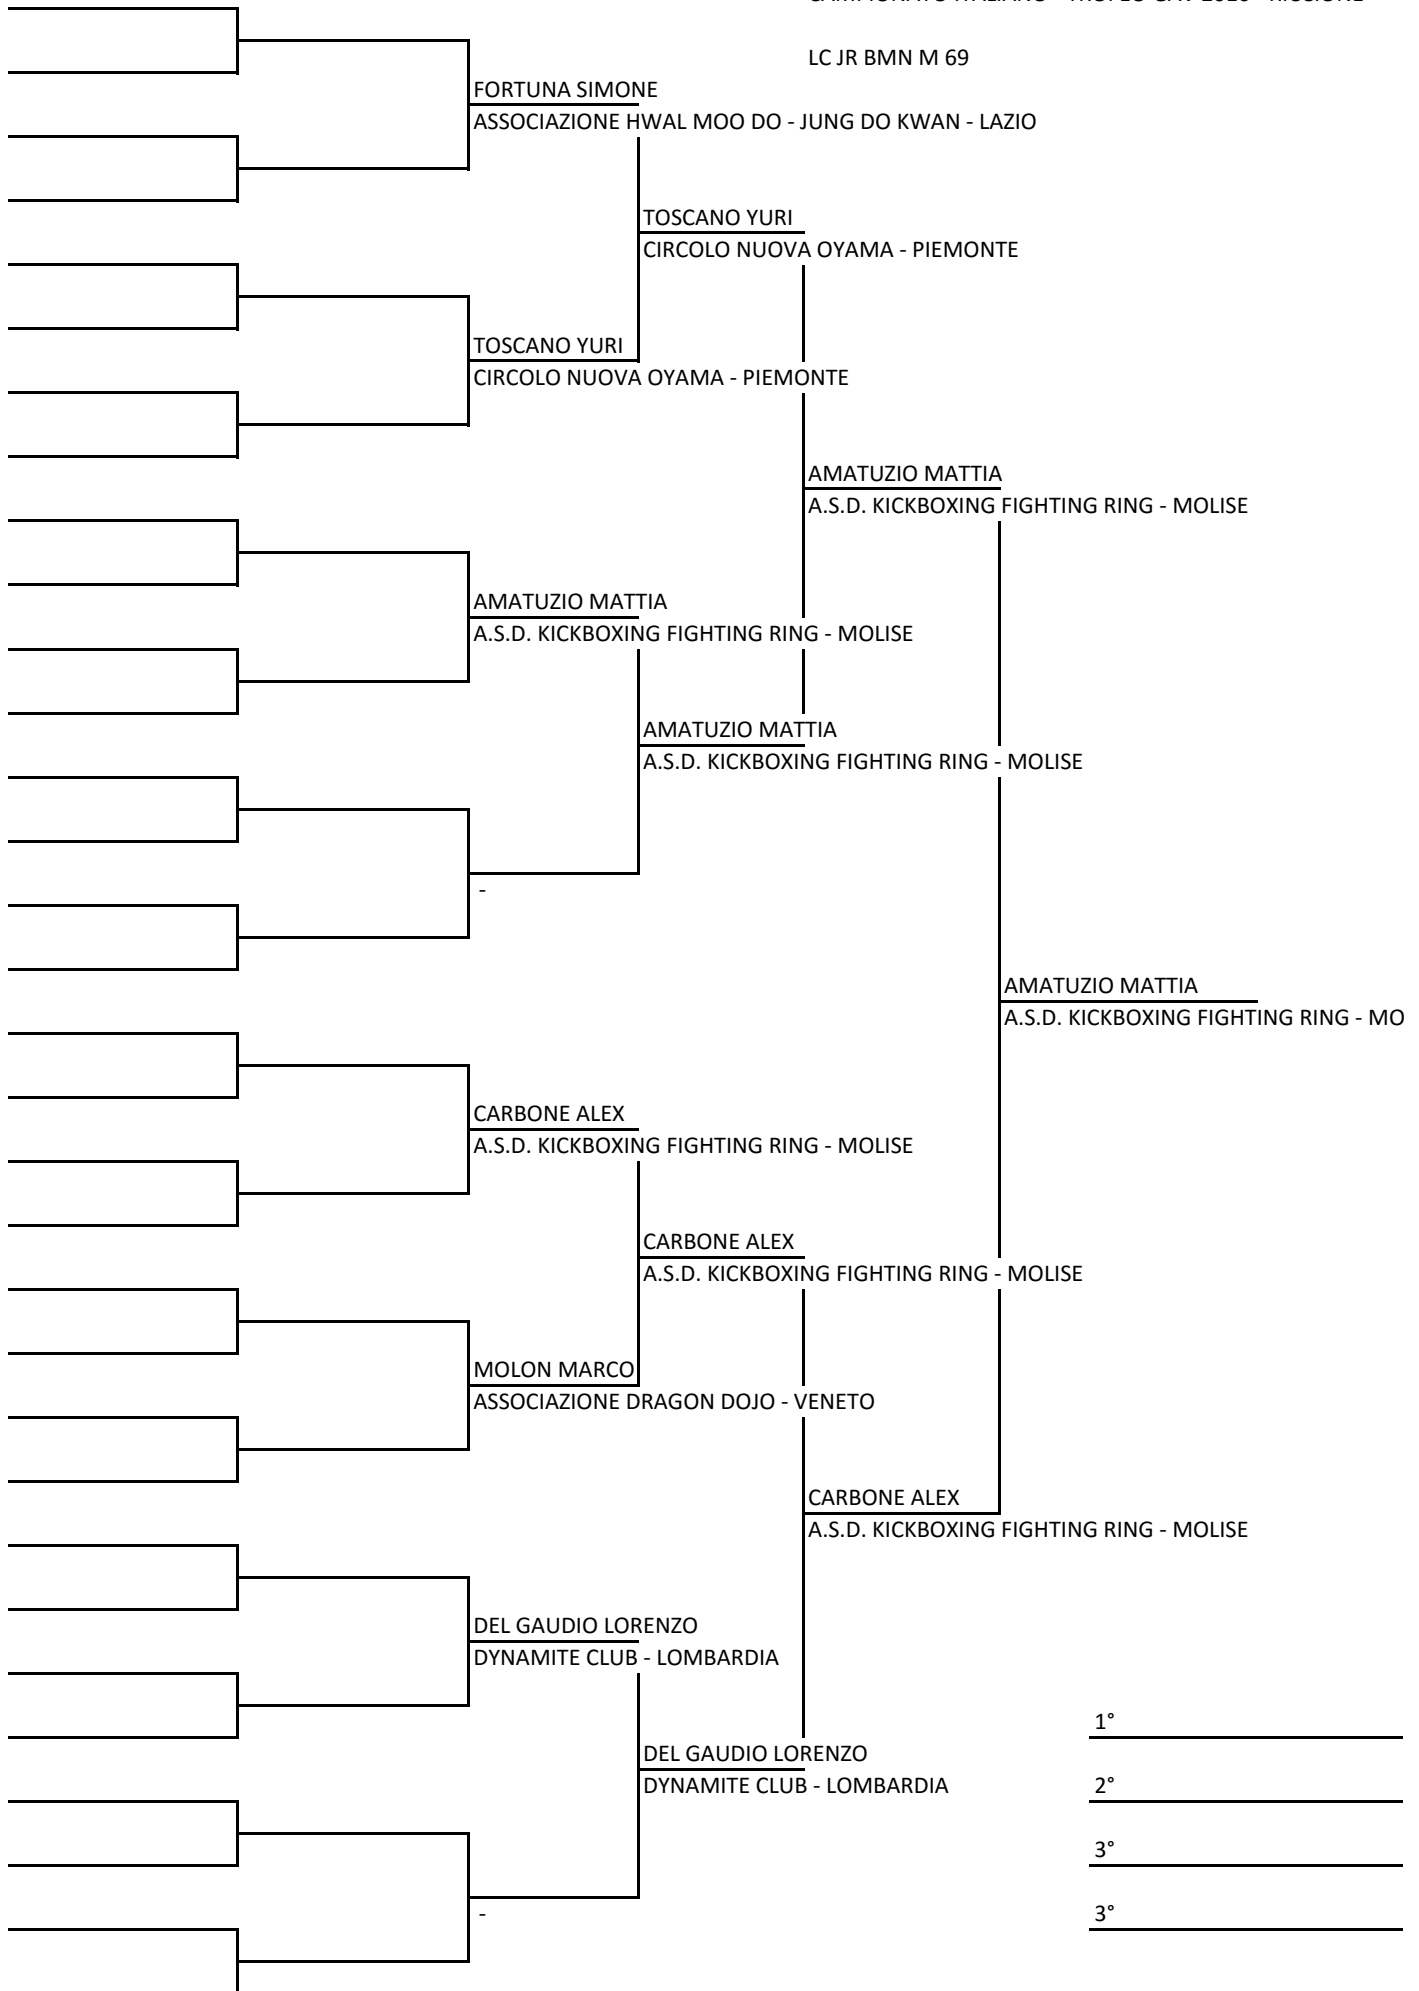 LC JR BMN M 69
FORTUNA SIMONE
ASSOCIAZIONE HWAL MOO DO - JUNG DO KWAN - LAZIO
TOSCANO YURI
CIRCOLO NUOVA OYAMA - PIEMONTE
TOSCANO YURI
CIRCOLO NUOVA OYAMA - PIEMONTE
AMATUZIO MATTIA
A.S.D. KICKBOXING FIGHTING RING - MOLISE
AMATUZIO MATTIA
A.S.D. KICKBOXING FIGHTING RING - MOLISE
AMATUZIO MATTIA
A.S.D. KICKBOXING FIGHTING RING - MOLISE
-
AMATUZIO MATTIA
A.S.D. KICKBOXING FIGHTING RING - MO
CARBONE ALEX
A.S.D. KICKBOXING FIGHTING RING - MOLISE
CARBONE ALEX
A.S.D. KICKBOXING FIGHTING RING - MOLISE
MOLON MARCO
ASSOCIAZIONE DRAGON DOJO - VENETO
CARBONE ALEX
A.S.D. KICKBOXING FIGHTING RING - MOLISE
DEL GAUDIO LORENZO
DYNAMITE CLUB - LOMBARDIA
1°
DEL GAUDIO LORENZO
DYNAMITE CLUB - LOMBARDIA
2°
3°
-
3°